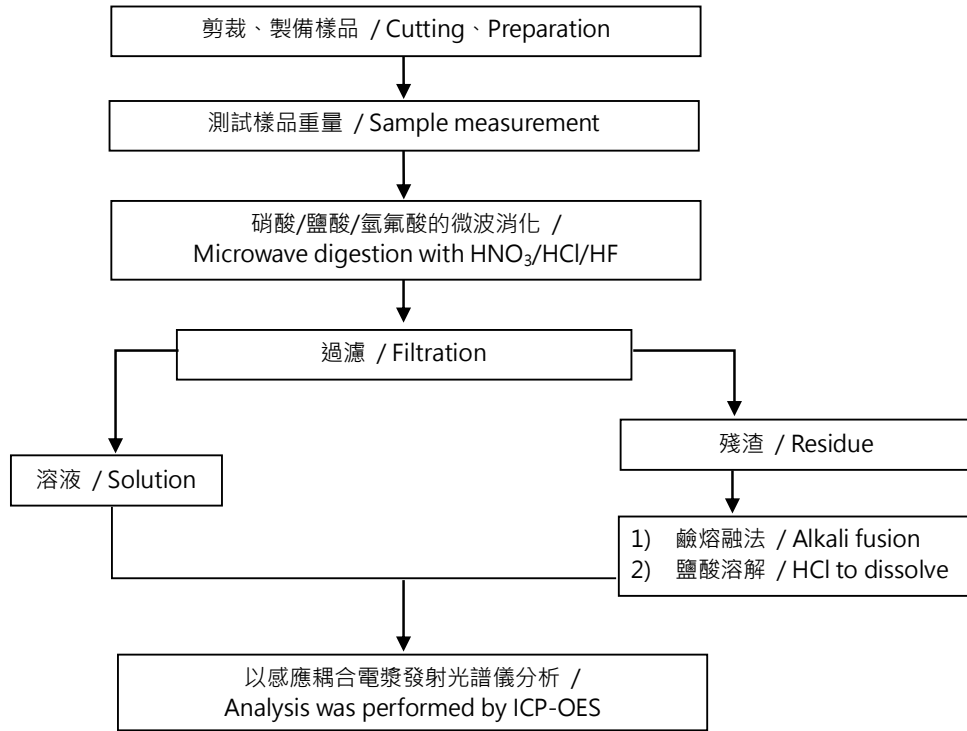 剪裁、製備樣品 / Cutting、Preparation
測試樣品重量 / Sample measurement
硝酸/鹽酸/氫氟酸的微波消化 /
Microwave digestion with HNO₃/HCl/HF
過濾 / Filtration
溶液 / Solution
殘渣 / Residue
1) 鹼熔融法 / Alkali fusion
2) 鹽酸溶解 / HCl to dissolve
以感應耦合電漿發射光譜儀分析 /
Analysis was performed by ICP-OES